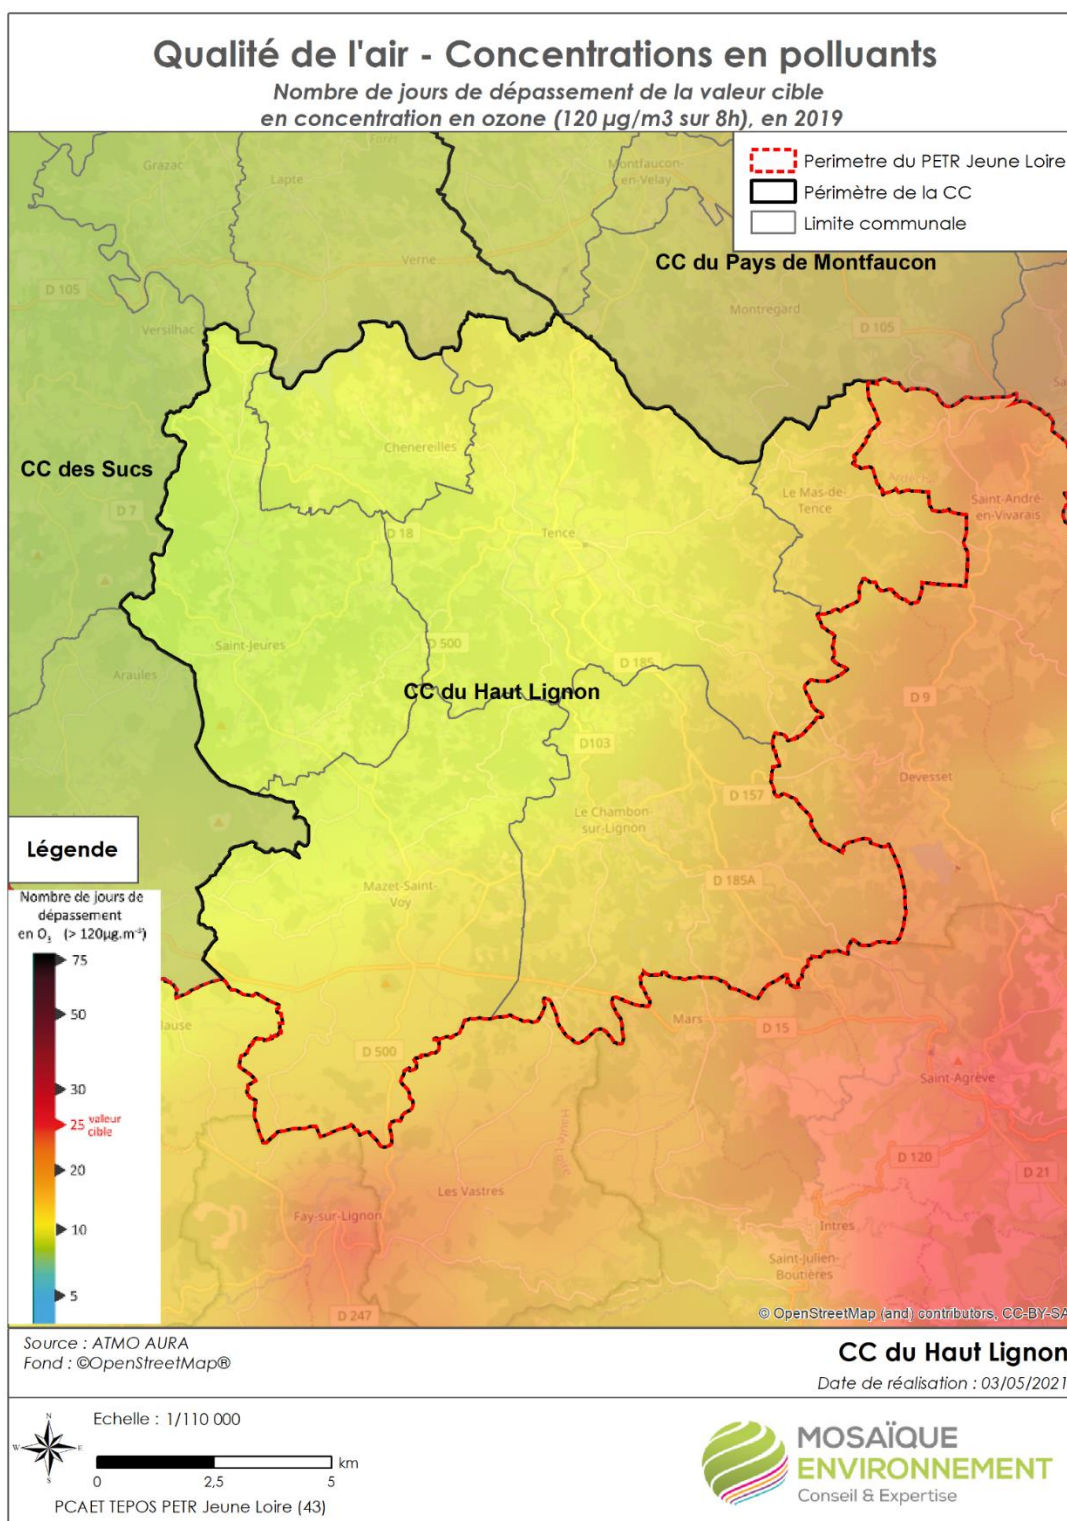 Qualité de l'air - Concentrations en polluants
Nombre de jours de dépassement de la valeur cible
en concentration en ozone (120 µg/m3 sur 8h), en 2019
Perimetre du PETR Jeune Loire
Périmètre de la CC
Limite communale
Grazac
Lapte
Montfaucon-
en-Velay
Verne
CC du Pays de Montfaucon
D 105
Versilhac
Montregard
D 105
Chenereilles
CC des Sucs
D 7
Le Mas-de-
Tence
Saint-André-
en-Vivarais
D 18
Tence
Saint-Jeures
D 500
D 185
Araules
CC du Haut Lignon
D 9
D103
Devesset
D 157
Le Chambon-
sur-Lignon
D 185A
Mazet-Saint-
Voy
Légende
Nombre de jours de
dépassement
en O₃ (> 120µg.m⁻³)
75
50
30
25 valeur
cible
20
10
5
Mars
D 15
D 500
Saint-Agrève
D 120
D 21
Les Vastres
Fay-sur-Lignon
Intres
Saint-Julien-
Boutières
D 247
© OpenStreetMap (and) contributors, CC-BY-SA
Source : ATMO AURA
Fond : ©OpenStreetMap®
CC du Haut Lignon
Date de réalisation : 03/05/2021
N
W
E
S
Echelle : 1/110 000
km
0
2,5
5
PCAET TEPOS PETR Jeune Loire (43)
MOSAÏQUE
ENVIRONNEMENT
Conseil & Expertise